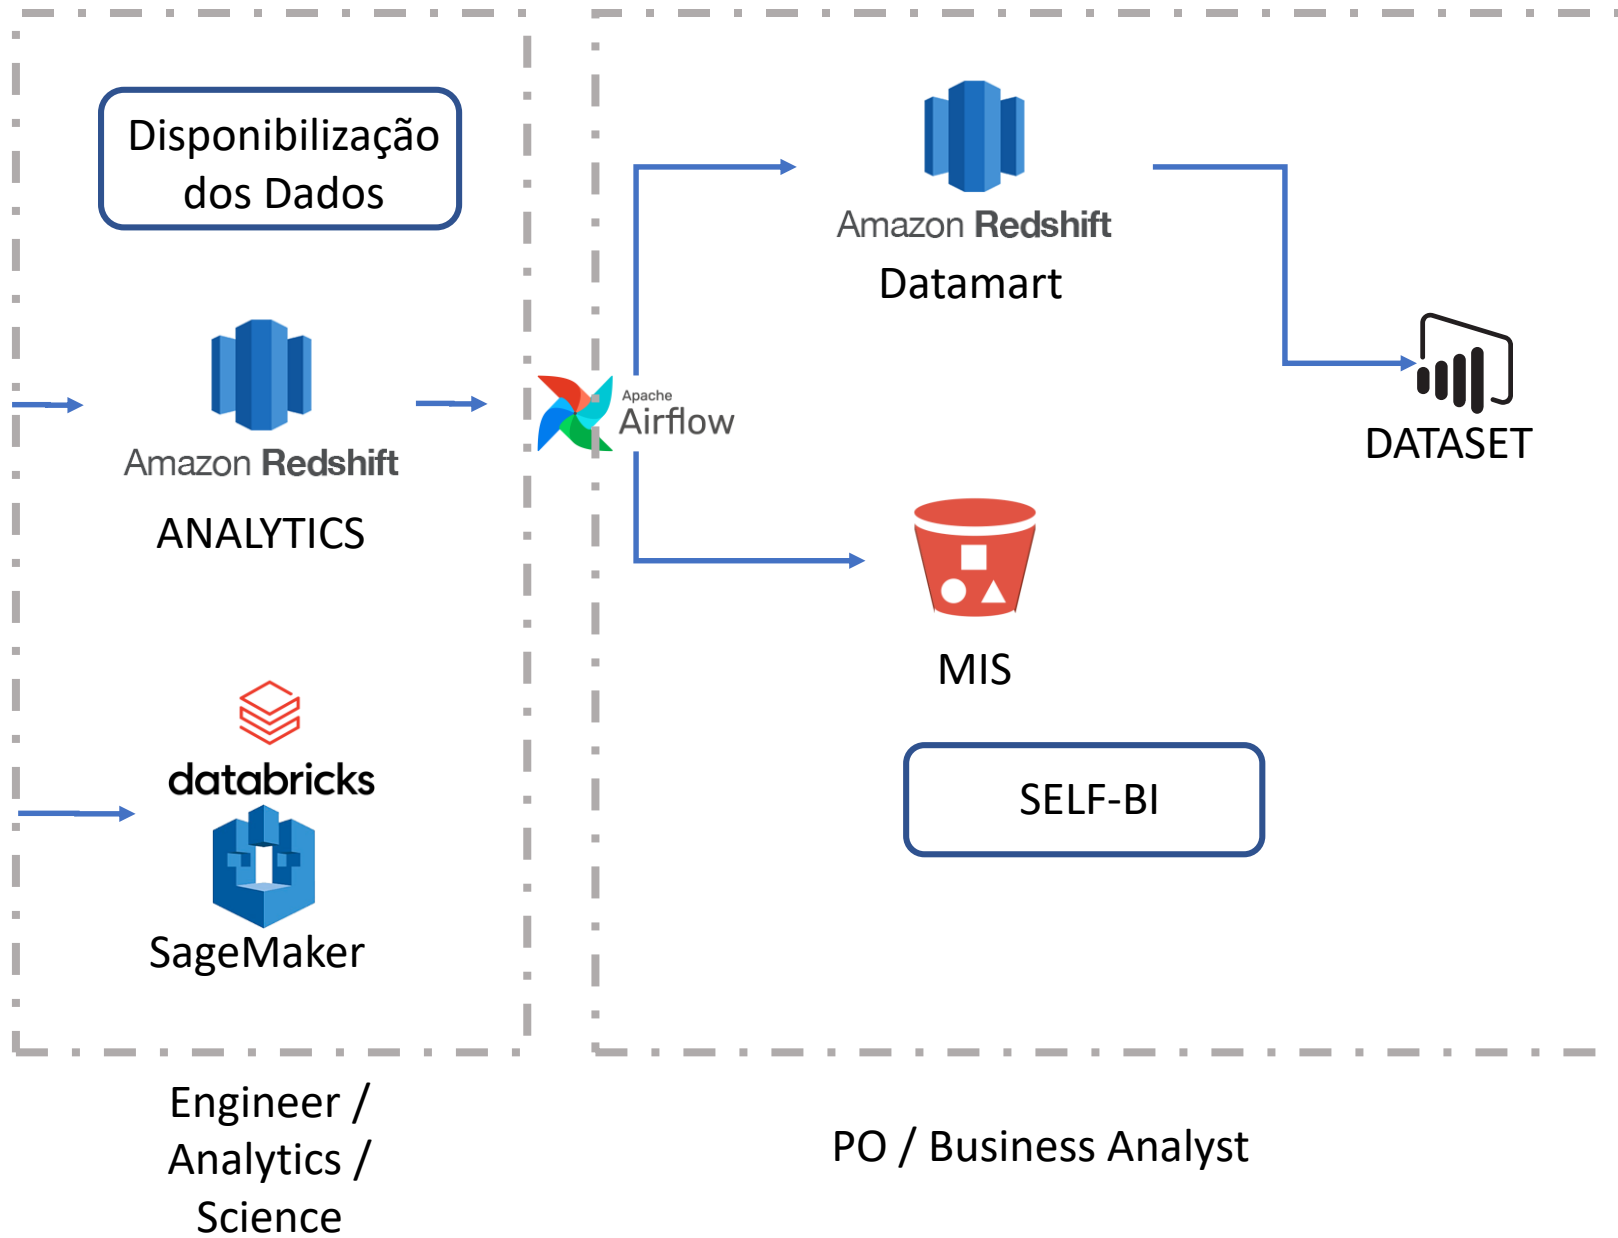 Disponibilização
dos Dados
Amazon Redshift
ANALYTICS
databricks
SageMaker
Engineer /
Analytics /
Science
Apache
Airflow
Amazon Redshift
Datamart
DATASET
MIS
SELF-BI
PO / Business Analyst